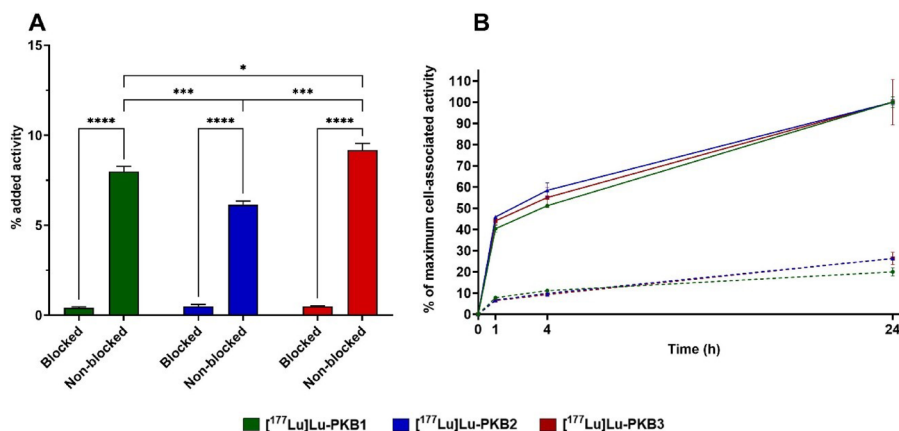 A
% added activity
15
10
5
0
*
*** ***
**** **** ****
Blocked
Non-blocked
Blocked
Non-blocked
Blocked
Non-blocked
B
% of maximum cell-associated activity
110
100
90
80
70
60
50
40
30
20
10
0
0 1 4 24
Time (h)
[¹⁷⁷Lu]Lu-PKB1 [¹⁷⁷Lu]Lu-PKB2 [¹⁷⁷Lu]Lu-PKB3